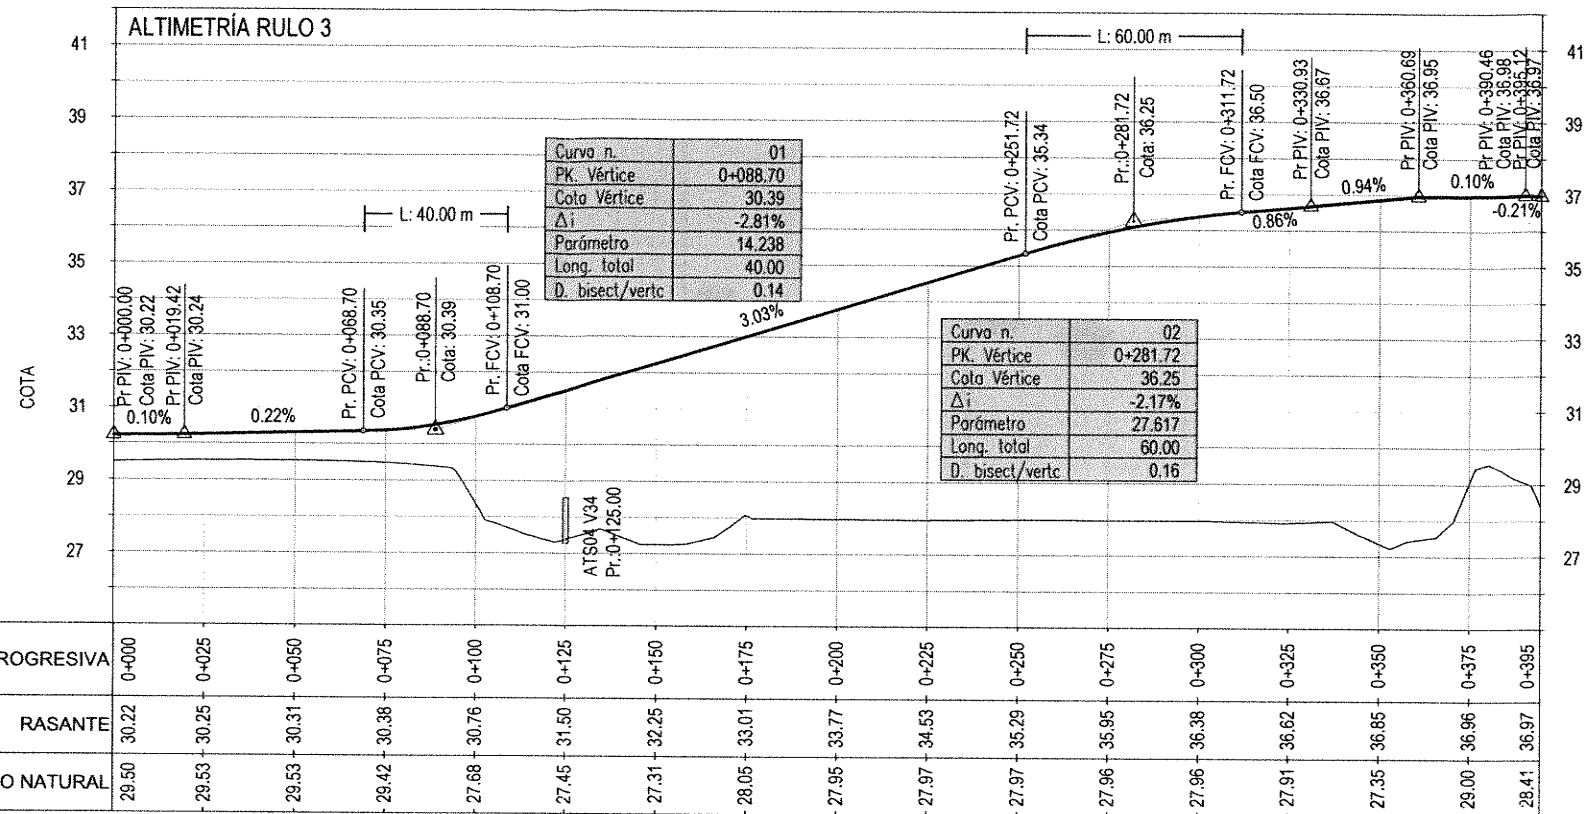 ALTIMETRÍA RULO 3
41
39
37
35
33
31
29
27
COTA
41
39
37
35
33
31
29
27
L: 40.00 m
L: 60.00 m
Pr PIV: 0+000.00
Cota PIV: 30.22
Pr PIV: 0+019.42
Cota PIV: 30.24
Pr. PCV: 0+068.70
Cota PCV: 30.35
Pr.:0+088.70
Cota: 30.39
Pr. FCV: 0+108.70
Cota FCV: 31.00
Pr. PCV: 0+251.72
Cota PCV: 35.34
Pr.:0+281.72
Cota: 36.25
Pr. FCV: 0+311.72
Cota FCV: 36.50
Pr PIV: 0+330.93
Cota PIV: 36.67
Pr PIV: 0+360.69
Cota PIV: 36.95
Pr PIV: 0+390.46
Cota PIV: 36.98
Pr PIV: 0+395.12
Cota PIV: 36.97
0.10%
0.22%
3.03%
0.86%
0.94%
0.10%
-0.21%
Curva n. 01
PK. Vértice 0+088.70
Cota Vértice 30.39
Δi -2.81%
Parámetro 14.238
Long. total 40.00
D. bisect/vertc 0.14
Curva n. 02
PK. Vértice 0+281.72
Cota Vértice 36.25
Δi -2.17%
Parámetro 27.617
Long. total 60.00
D. bisect/vertc 0.16
ATS04 V34
Pr.:0+125.00
ROGRESIVA 0+000 0+025 0+050 0+075 0+100 0+125 0+150 0+175 0+200 0+225 0+250 0+275 0+300 0+325 0+350 0+375 0+395
RASANTE 30.22 30.25 30.31 30.38 30.76 31.50 32.25 33.01 33.77 34.53 35.29 35.95 36.38 36.62 36.85 36.96 36.97
O NATURAL 29.50 29.53 29.53 29.42 27.68 27.45 27.31 28.05 27.95 27.97 27.97 27.96 27.96 27.91 27.35 29.00 28.41